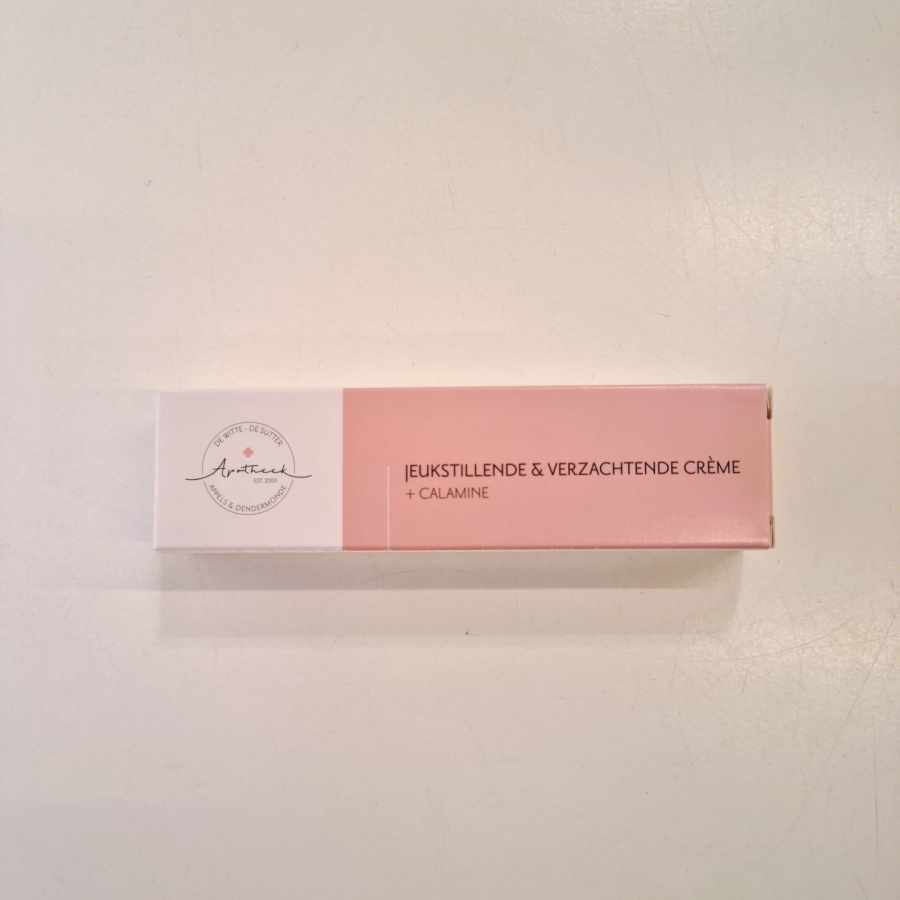 DE WITTE - DE SUTTER
Apotheek
EST. 2000
APPELS & DENDERMONDE
JEUKSTILLENDE & VERZACHTENDE CRÈME
+ CALAMINE